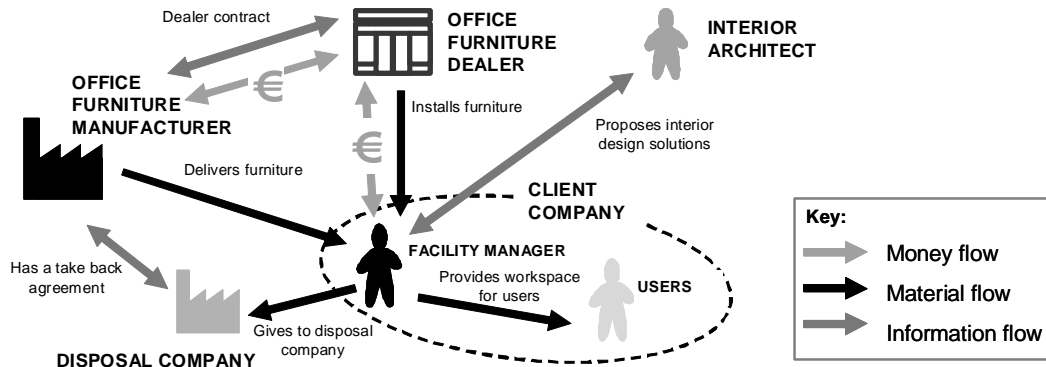 Dealer contract
OFFICE
FURNITURE
DEALER
INTERIOR
ARCHITECT
OFFICE
FURNITURE
MANUFACTURER
€
Installs furniture
Proposes interior
design solutions
€
Delivers furniture
CLIENT
COMPANY
Key:
Money flow
Material flow
Information flow
FACILITY MANAGER
Has a take back
agreement
Provides workspace
for users
USERS
Gives to disposal
company
DISPOSAL COMPANY